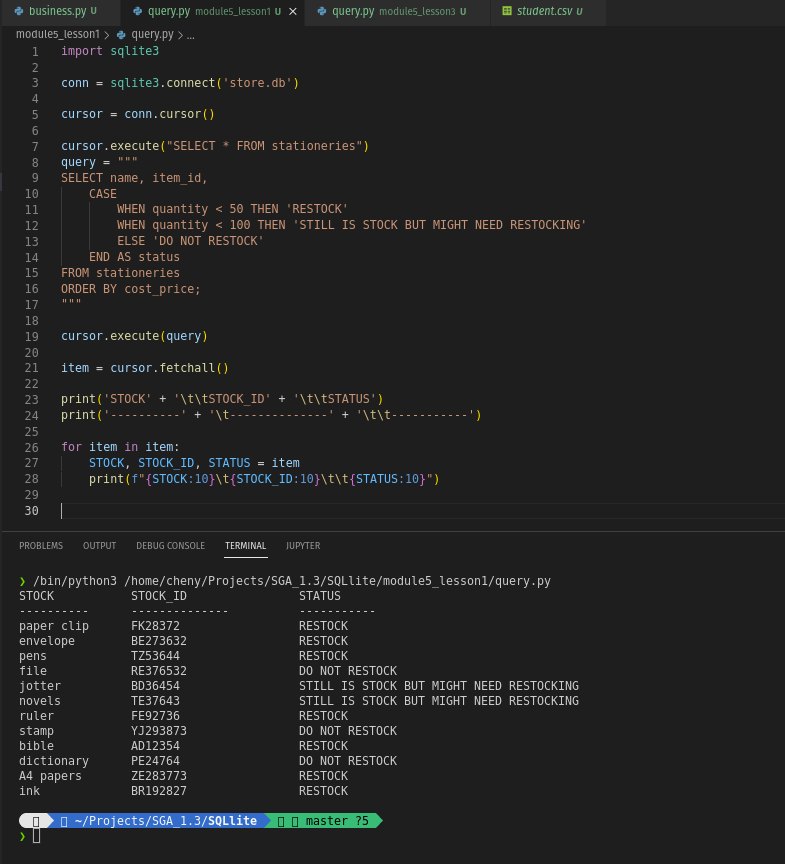 business.py U query.py module5_lesson1 U × query.py module5_lesson3 U student.csv U
module5_lesson1 > query.py > ...
1 import sqlite3
2
3 conn = sqlite3.connect('store.db')
4
5 cursor = conn.cursor()
6
7 cursor.execute("SELECT * FROM stationeries")
8 query = """
9 SELECT name, item_id,
10     CASE
11         WHEN quantity < 50 THEN 'RESTOCK'
12         WHEN quantity < 100 THEN 'STILL IS STOCK BUT MIGHT NEED RESTOCKING'
13         ELSE 'DO NOT RESTOCK'
14     END AS status
15 FROM stationeries
16 ORDER BY cost_price;
17 """
18
19 cursor.execute(query)
20
21 item = cursor.fetchall()
22
23 print('STOCK' + '\t\tSTOCK_ID' + '\t\tSTATUS')
24 print('----------' + '\t--------------' + '\t\t-----------')
25
26 for item in item:
27     STOCK, STOCK_ID, STATUS = item
28     print(f"{STOCK:10}\t{STOCK_ID:10}\t\t{STATUS:10}")
29
30
PROBLEMS OUTPUT DEBUG CONSOLE TERMINAL JUPYTER
❯ /bin/python3 /home/cheny/Projects/SGA_1.3/SQLlite/module5_lesson1/query.py
STOCK           STOCK_ID                STATUS
----------      --------------          -----------
paper clip      FK28372                 RESTOCK
envelope        BE273632                RESTOCK
pens            TZ53644                 RESTOCK
file            RE376532                DO NOT RESTOCK
jotter          BD36454                 STILL IS STOCK BUT MIGHT NEED RESTOCKING
novels          TE37643                 STILL IS STOCK BUT MIGHT NEED RESTOCKING
ruler           FE92736                 RESTOCK
stamp           YJ293873                DO NOT RESTOCK
bible           AD12354                 RESTOCK
dictionary      PE24764                 DO NOT RESTOCK
A4 papers       ZE283773                RESTOCK
ink             BR192827                RESTOCK
~/Projects/SGA_1.3/SQLlite master ?5
❯